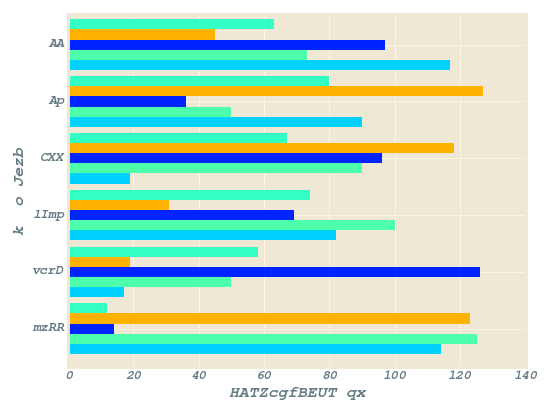 AA
Ap
CXX
lImp
vcrD
mzRR
k o Jezb
0 20 40 60 80 100 120 140
HATZcgfBEUT qx